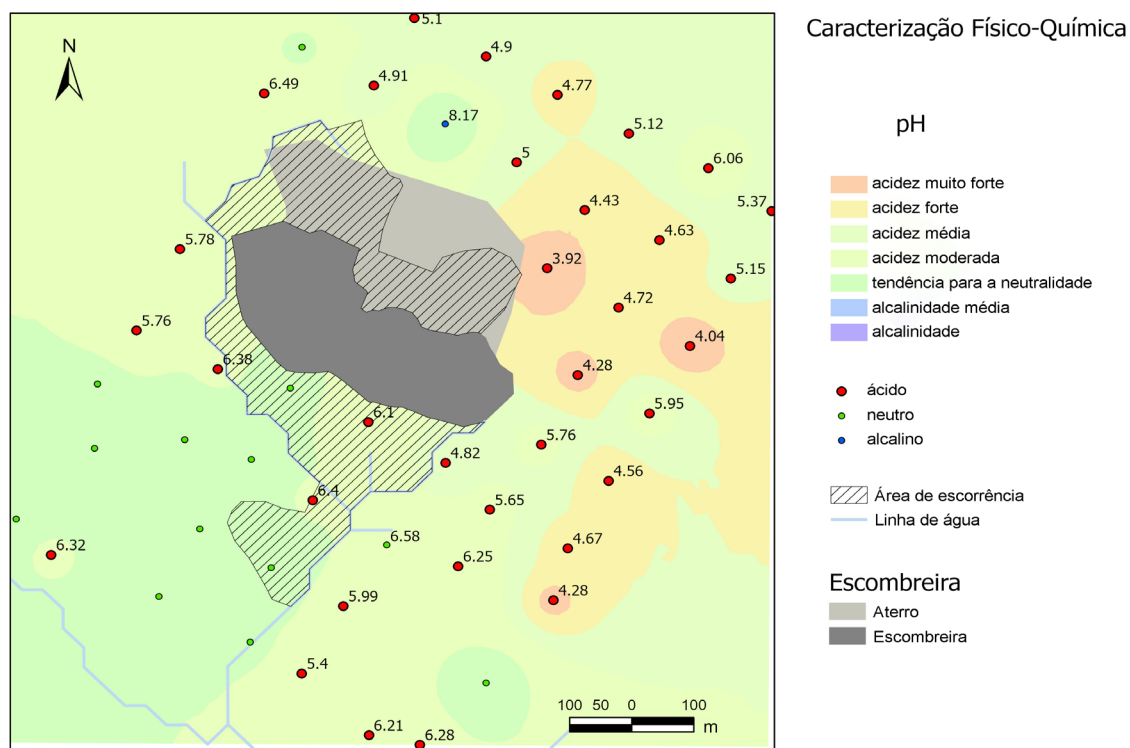 Caracterização Físico-Química
pH
acidez muito forte
acidez forte
acidez média
acidez moderada
tendência para a neutralidade
alcalinidade média
alcalinidade
ácido
neutro
alcalino
Área de escorrência
Linha de água
Escombreira
Aterro
Escombreira
N
5.1
4.9
4.91
6.49
4.77
8.17
5.12
5
6.06
5.37
4.43
4.63
5.78
3.92
5.15
4.72
5.76
4.04
6.38
4.28
5.95
6.1
5.76
4.82
4.56
6.4
5.65
6.58
4.67
6.32
6.25
4.28
5.99
5.4
6.21
6.28
100 50 0 100
m